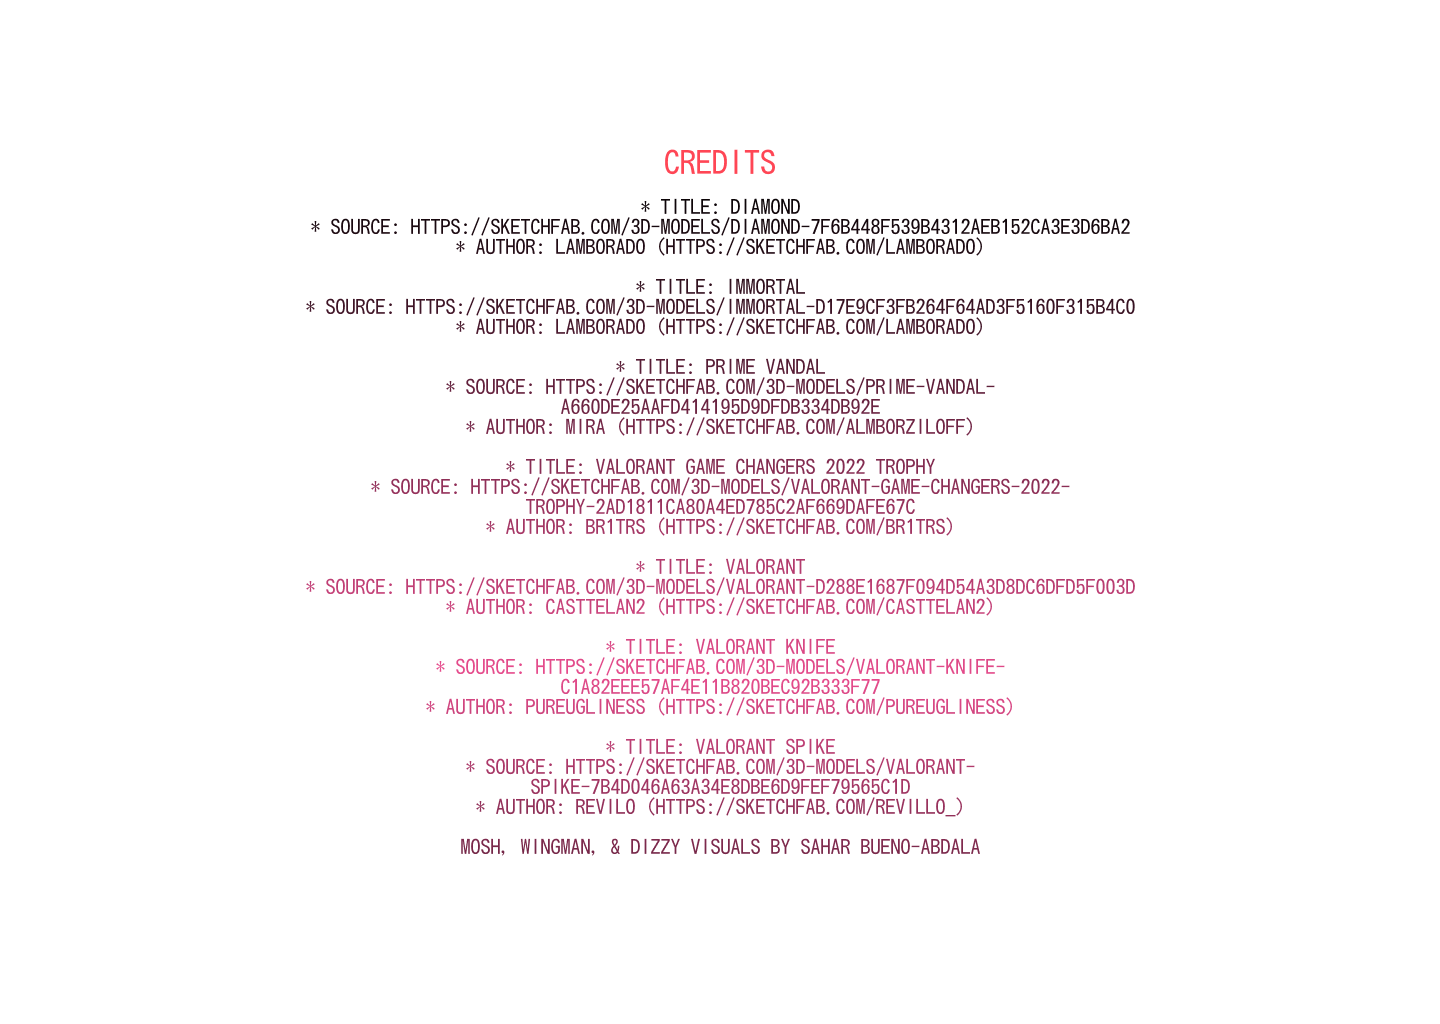 CREDITS
* TITLE: DIAMOND
* SOURCE: HTTPS://SKETCHFAB.COM/3D-MODELS/DIAMOND-7F6B448F539B4312AEB152CA3E3D6BA2
* AUTHOR: LAMBORADO (HTTPS://SKETCHFAB.COM/LAMBORADO)
* TITLE: IMMORTAL
* SOURCE: HTTPS://SKETCHFAB.COM/3D-MODELS/IMMORTAL-D17E9CF3FB264F64AD3F5160F315B4C0
* AUTHOR: LAMBORADO (HTTPS://SKETCHFAB.COM/LAMBORADO)
* TITLE: PRIME VANDAL
* SOURCE: HTTPS://SKETCHFAB.COM/3D-MODELS/PRIME-VANDAL-
A660DE25AAFD414195D9DFDB334DB92E
* AUTHOR: MIRA (HTTPS://SKETCHFAB.COM/ALMBORZILOFF)
* TITLE: VALORANT GAME CHANGERS 2022 TROPHY
* SOURCE: HTTPS://SKETCHFAB.COM/3D-MODELS/VALORANT-GAME-CHANGERS-2022-
TROPHY-2AD1811CA80A4ED785C2AF669DAFE67C
* AUTHOR: BR1TRS (HTTPS://SKETCHFAB.COM/BR1TRS)
* TITLE: VALORANT
* SOURCE: HTTPS://SKETCHFAB.COM/3D-MODELS/VALORANT-D288E1687F094D54A3D8DC6DFD5F003D
* AUTHOR: CASTTELAN2 (HTTPS://SKETCHFAB.COM/CASTTELAN2)
* TITLE: VALORANT KNIFE
* SOURCE: HTTPS://SKETCHFAB.COM/3D-MODELS/VALORANT-KNIFE-
C1A82EEE57AF4E11B820BEC92B333F77
* AUTHOR: PUREUGLINESS (HTTPS://SKETCHFAB.COM/PUREUGLINESS)
* TITLE: VALORANT SPIKE
* SOURCE: HTTPS://SKETCHFAB.COM/3D-MODELS/VALORANT-
SPIKE-7B4D046A63A34E8DBE6D9FEF79565C1D
* AUTHOR: REVILO (HTTPS://SKETCHFAB.COM/REVILLO_)
MOSH, WINGMAN, & DIZZY VISUALS BY SAHAR BUENO-ABDALA